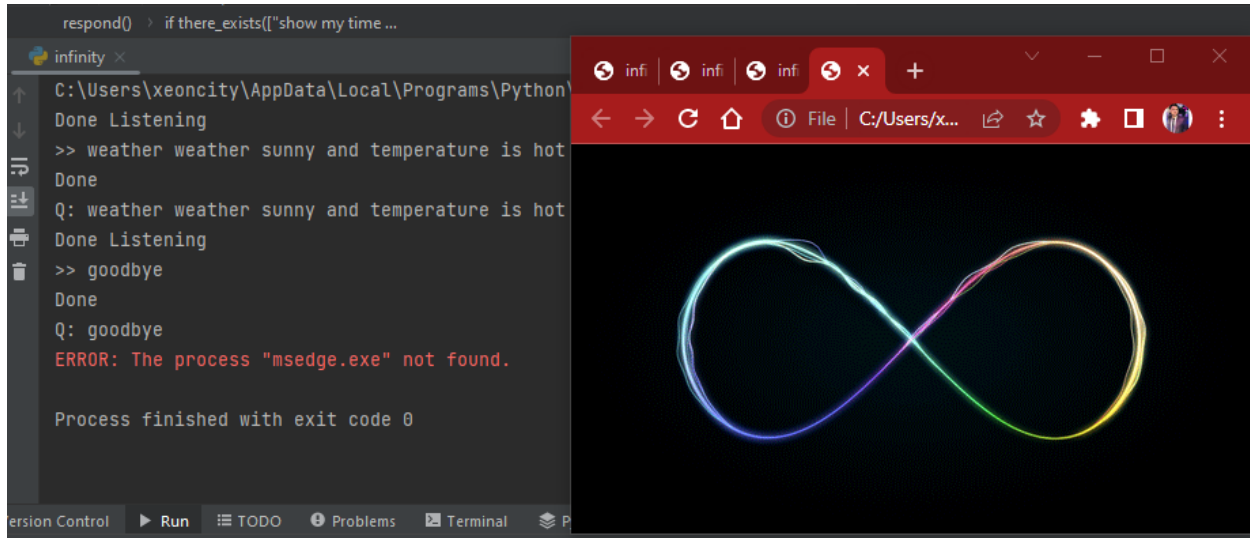 respond() › if there_exists(["show my time ...
infinity
C:\Users\xeoncity\AppData\Local\Programs\Python\
Done Listening
>> weather weather sunny and temperature is hot
Done
Q: weather weather sunny and temperature is hot
Done Listening
>> goodbye
Done
Q: goodbye
ERROR: The process "msedge.exe" not found.
Process finished with exit code 0
ersion Control Run TODO Problems Terminal P
infi infi infi
File C:/Users/x...